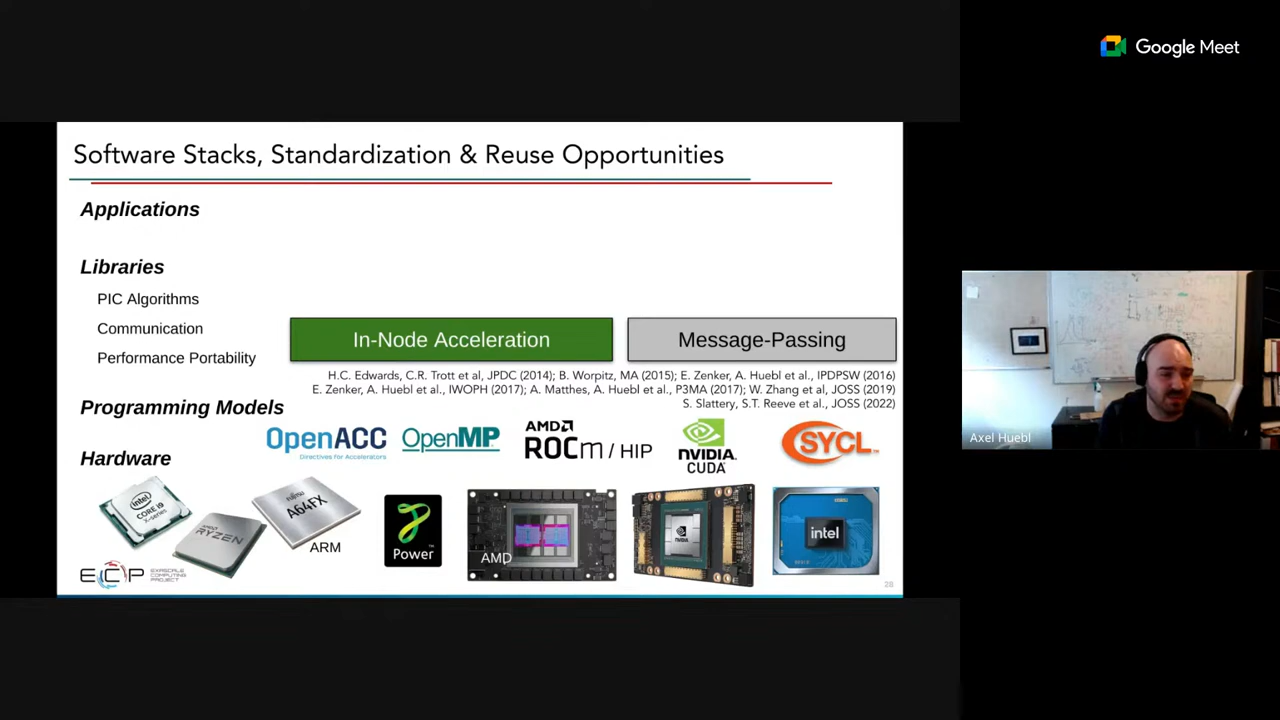 Google Meet
Software Stacks, Standardization & Reuse Opportunities
Applications
Libraries
PIC Algorithms
Communication
Performance Portability
In-Node Acceleration
Message-Passing
H.C. Edwards, C.R. Trott et al, JPDC (2014); B. Worpitz, MA (2015); E. Zenker, A. Huebl et al., IPDPSW (2016)
E. Zenker, A. Huebl et al., IWOPH (2017); A. Matthes, A. Huebl et al., P3MA (2017); W. Zhang et al, JOSS (2019)
S. Slattery, S.T. Reeve et al., JOSS (2022)
Programming Models
OpenACC
Directives for Accelerators
OpenMP
AMD
ROCm / HIP
NVIDIA
CUDA
SYCL
Hardware
intel
CORE i9
X-series
AMD
RYZEN
FUJITSU
A64FX
ARM
Power
AMD
NVIDIA
intel
ECP
EXASCALE
COMPUTING
PROJECT
28
Axel Huebl